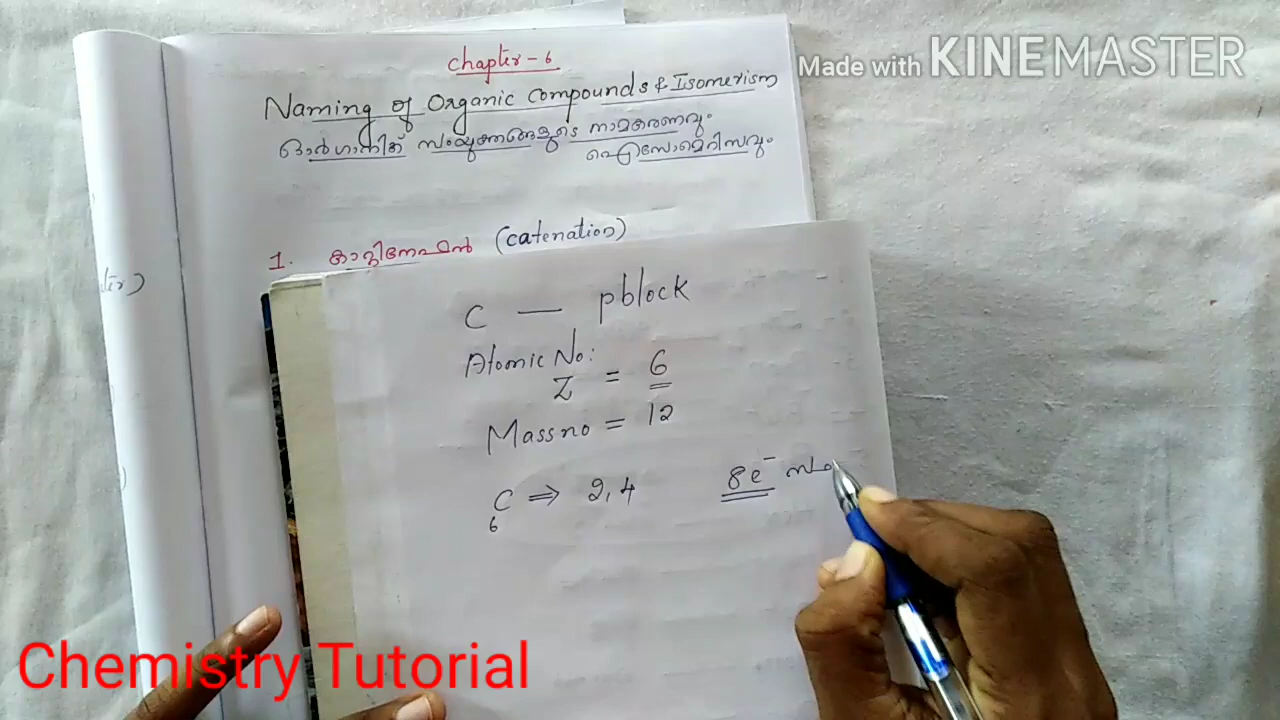 Made with KINEMASTER
chapter - 6
Naming of Organic Compounds & Isomerism
ഓർഗാനിക് സംയുക്തങ്ങളുടെ നാമകരണവും
ഐസോമെറിസവും
1. കാറ്റിനേഷൻ (catenation)
C — pblock
Atomic No:
Z = 6
Mass no = 12
C ⇒ 2, 4 8e⁻
6
Chemistry Tutorial